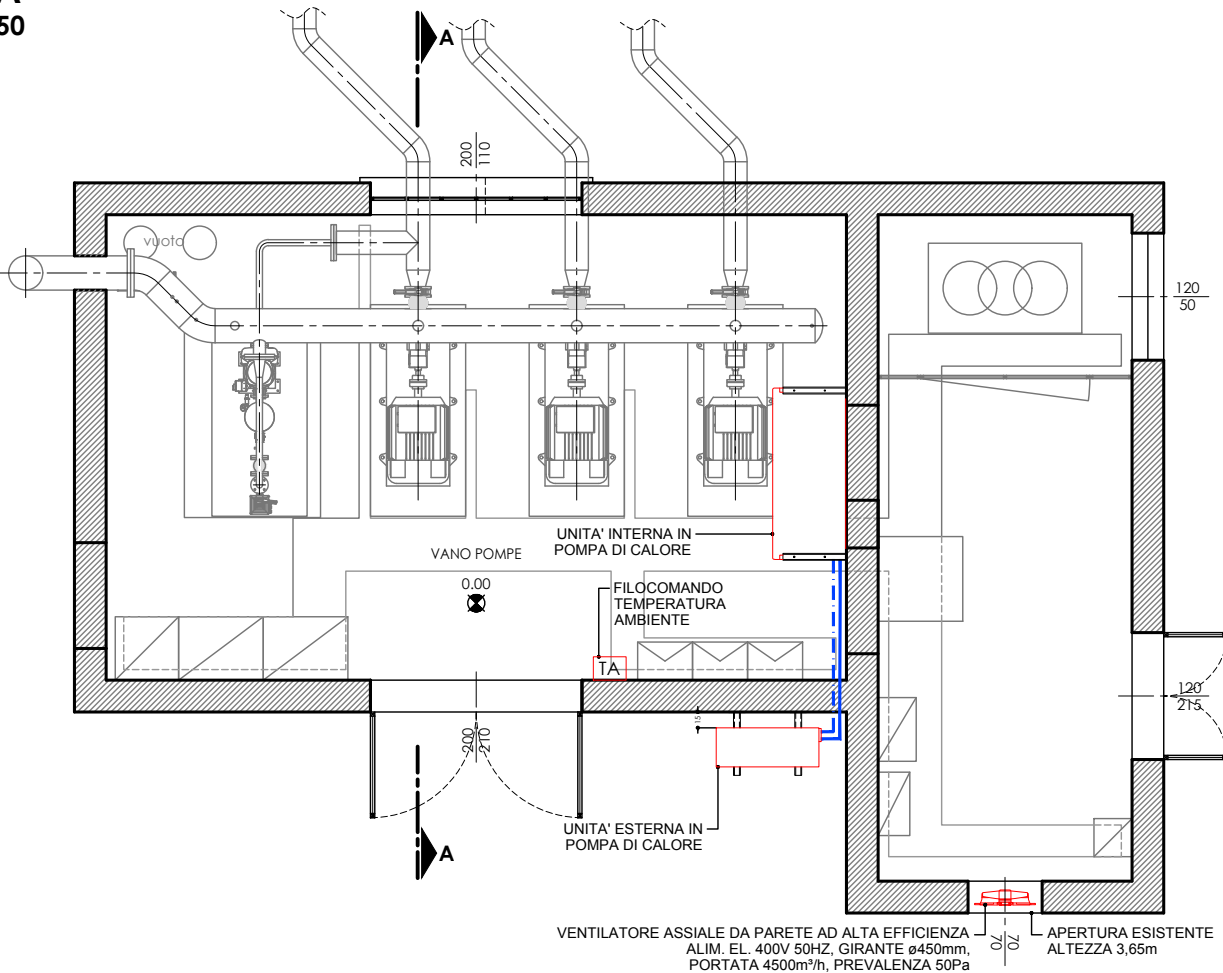 A
50
A
200
110
vuoto
120
50
UNITA' INTERNA IN
POMPA DI CALORE
VANO POMPE
0.00
FILOCOMANDO
TEMPERATURA
AMBIENTE
TA
120
215
15
200
210
UNITA' ESTERNA IN
POMPA DI CALORE
A
VENTILATORE ASSIALE DA PARETE AD ALTA EFFICIENZA
ALIM. EL. 400V 50HZ, GIRANTE ø450mm,
PORTATA 4500m³/h, PREVALENZA 50Pa
70
70
APERTURA ESISTENTE
ALTEZZA 3,65m